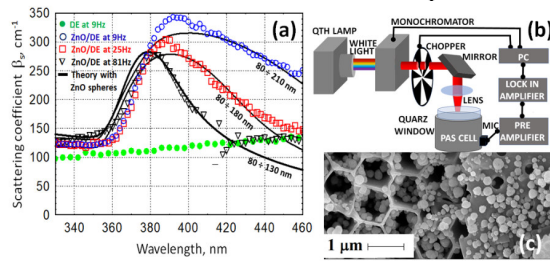 (a)
DE at 9Hz
ZnO/DE at 9Hz
ZnO/DE at 25Hz
ZnO/DE at 81Hz
Theory with
ZnO spheres
80 ÷ 210 nm
80 ÷ 180 nm
80 ÷ 130 nm
Scattering coefficient βs, cm⁻¹
350
300
250
200
150
100
50
0
340 360 380 400 420 440 460
Wavelength, nm
MONOCHROMATOR
(b)
QTH LAMP
WHITE
LIGHT
CHOPPER
MIRROR
PC
LOCK IN
AMPLIFIER
LENS
QUARZ
WINDOW
MIC
PRE
AMPLIFIER
PAS CELL
1 μm
(c)